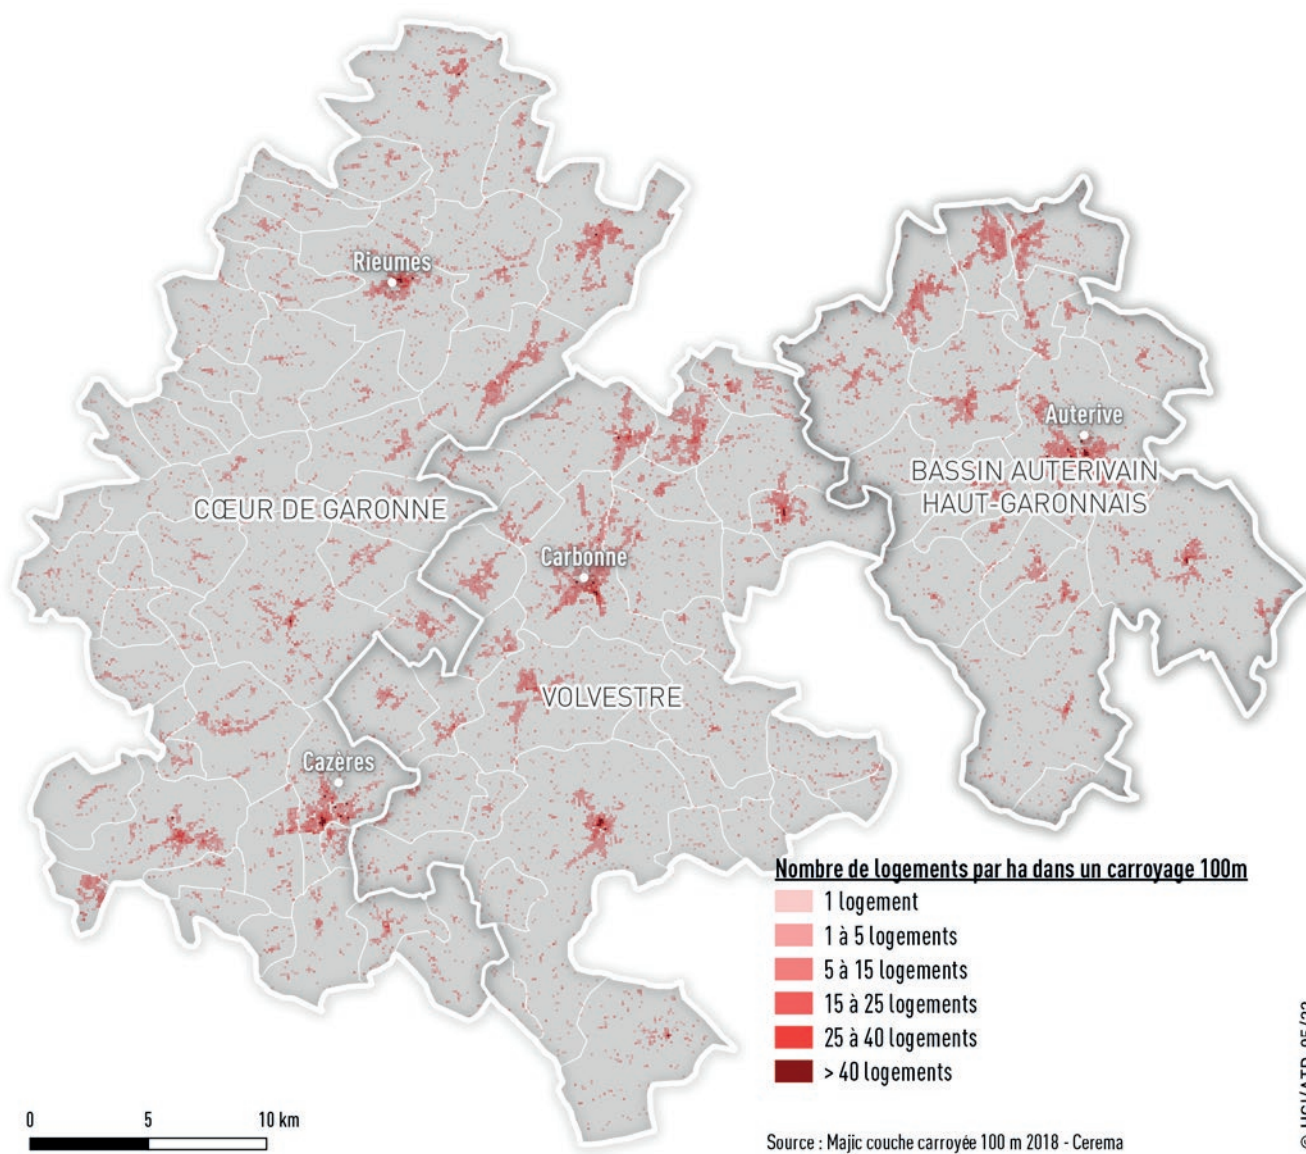 Rieumes
Auterive
BASSIN AUTERIVAIN
HAUT-GARONNAIS
CŒUR DE GARONNE
Carbonne
VOLVESTRE
Cazères
Nombre de logements par ha dans un carroyage 100m
1 logement
1 à 5 logements
5 à 15 logements
15 à 25 logements
25 à 40 logements
> 40 logements
0 5 10 km
Source : Majic couche carroyée 100 m 2018 - Cerema